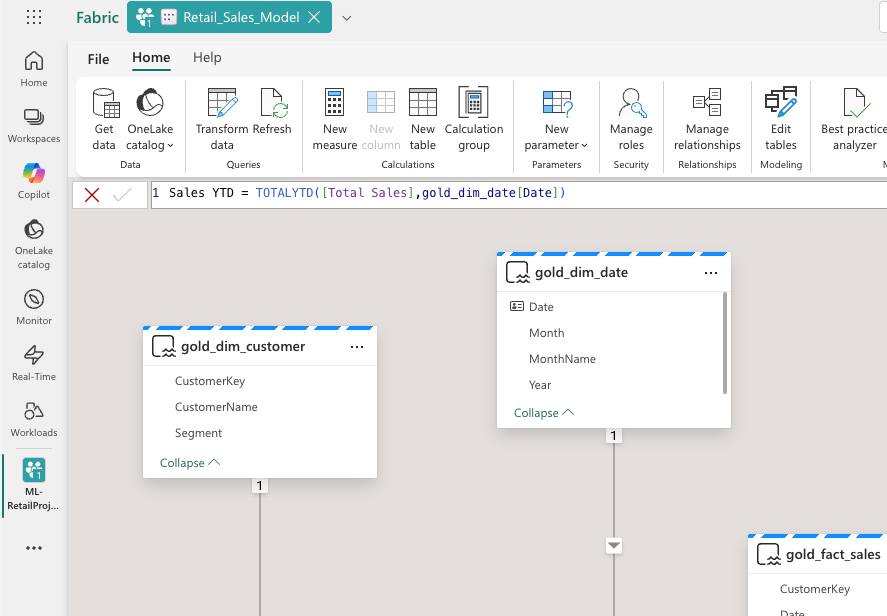 Fabric
Retail_Sales_Model
File
Home
Help
Get data
OneLake catalog
Data
Transform data
Refresh
Queries
New measure
New column
New table
Calculation group
Calculations
New parameter
Parameters
Manage roles
Security
Manage relationships
Relationships
Edit tables
Modeling
Best practice analyzer
M
1 Sales YTD = TOTALYTD([Total Sales],gold_dim_date[Date])
Home
Workspaces
Copilot
OneLake catalog
Monitor
Real-Time
Workloads
1
ML-
RetailProj...
gold_dim_date
Date
Month
MonthName
Year
Collapse
1
gold_dim_customer
CustomerKey
CustomerName
Segment
Collapse
1
gold_fact_sales
CustomerKey
Date